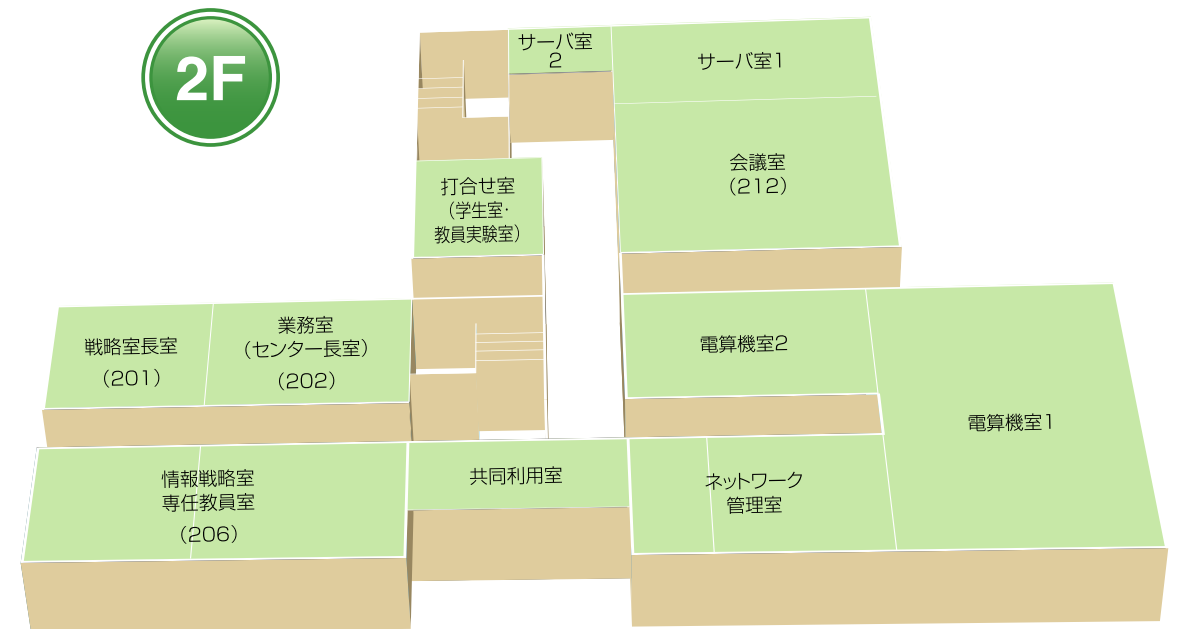 2F
サーバ室
2
サーバ室1
会議室
（212）
打合せ室
（学生室・
教員実験室）
戦略室長室
（201）
業務室
（センター長室）
（202）
電算機室2
電算機室1
情報戦略室
専任教員室
（206）
共同利用室
ネットワーク
管理室